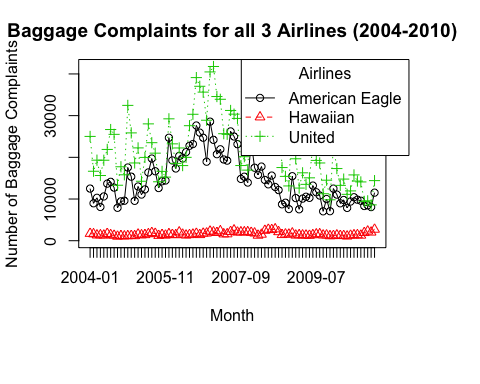 Baggage Complaints for all 3 Airlines (2004-2010)
Number of Baggage Complaints
0
10000
30000
Airlines
American Eagle
Hawaiian
United
2004-01 2005-11 2007-09 2009-07
Month